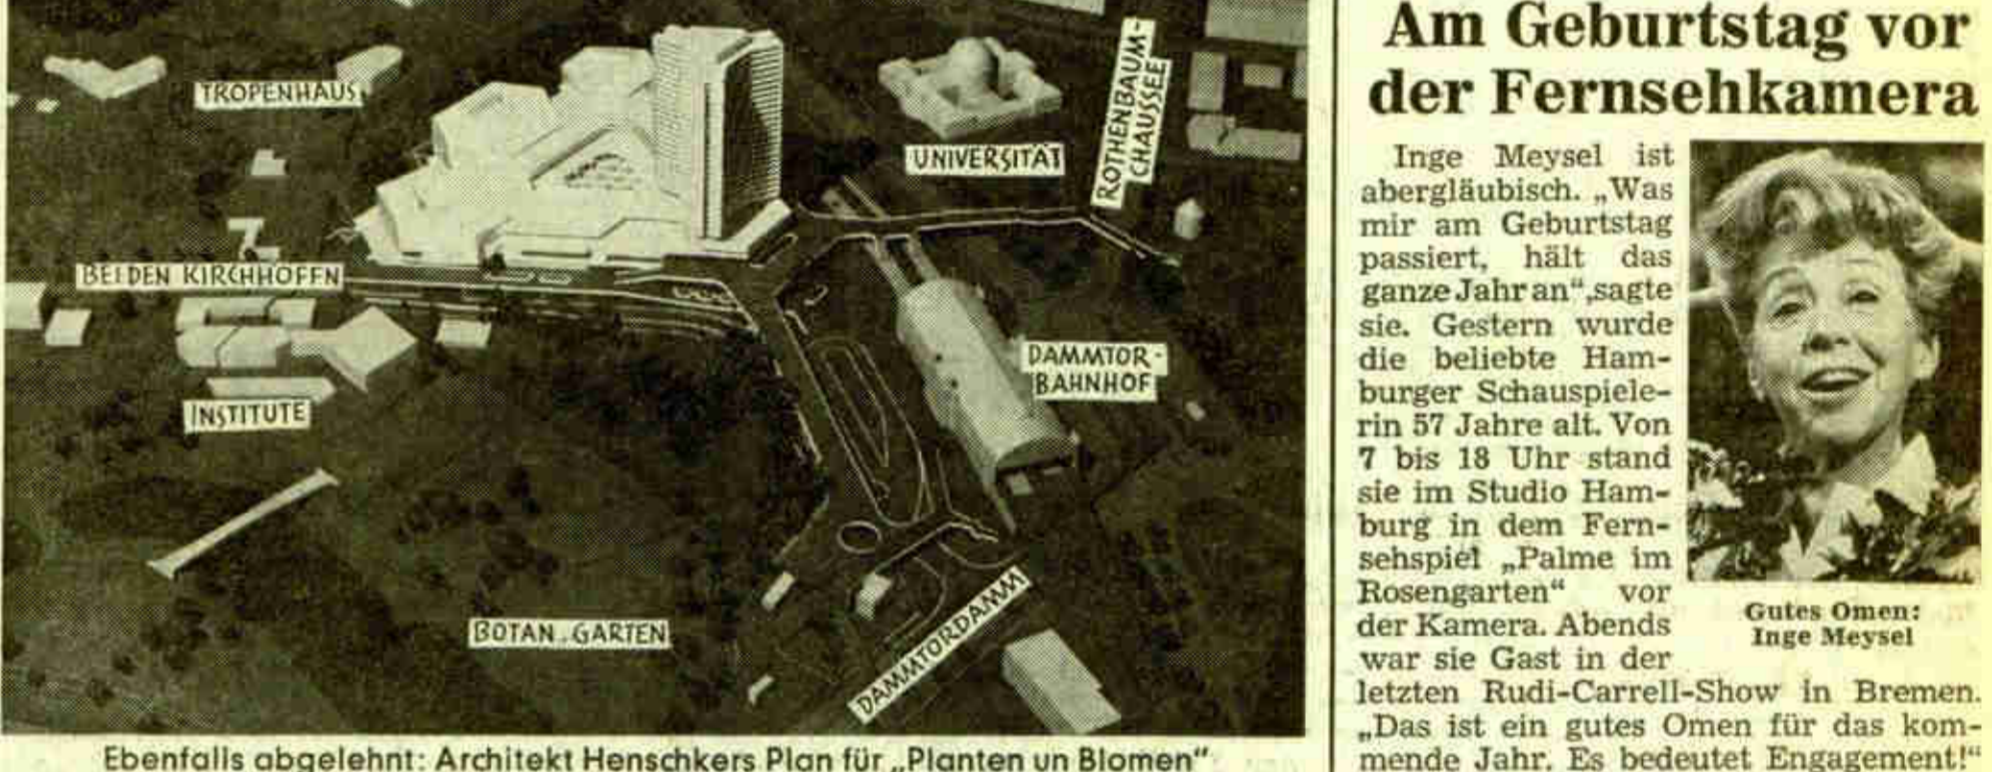 TROPENHAUS
UNIVERSITÄT
ROTHENBAUM-
CHAUSSEE
BEI DEN KIRCHHÖFEN
DAMMTOR-
BAHNHOF
INSTITUTE
BOTAN. GARTEN
DAMMTORDAMM
Ebenfalls abgelehnt: Architekt Henschkers Plan für „Planten un Blomen“
Am Geburtstag vor
der Fernsehkamera
Inge Meysel ist
abergläubisch. „Was
mir am Geburtstag
passiert, hält das
ganze Jahr an“,sagte
sie. Gestern wurde
die beliebte Ham-
burger Schauspiele-
rin 57 Jahre alt. Von
7 bis 18 Uhr stand
sie im Studio Ham-
burg in dem Fern-
sehspiel „Palme im
Rosengarten“ vor
der Kamera. Abends
war sie Gast in der
letzten Rudi-Carrell-Show in Bremen.
„Das ist ein gutes Omen für das kom-
mende Jahr. Es bedeutet Engagement!“
Gutes Omen:
Inge Meysel